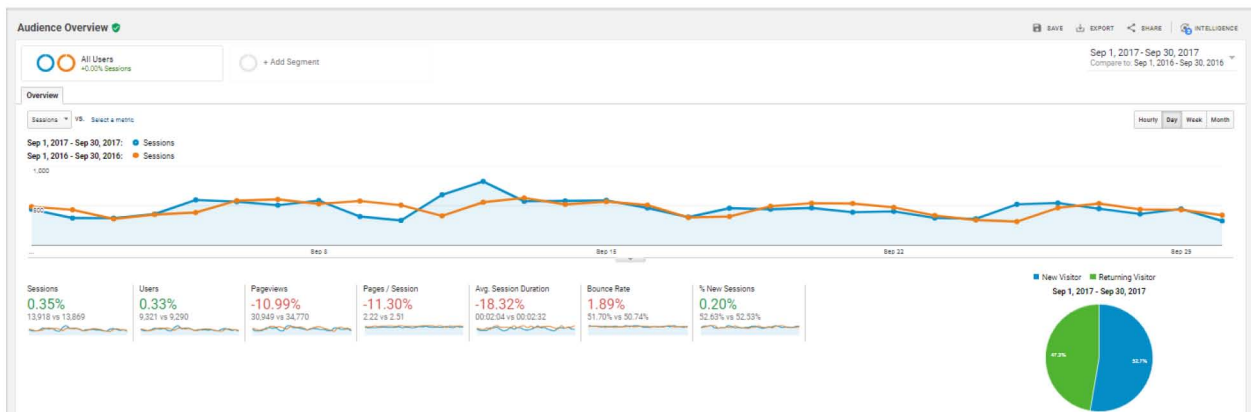 Audience Overview
SAVE EXPORT SHARE INTELLIGENCE
All Users
+0.00% Sessions
+ Add Segment
Sep 1, 2017 - Sep 30, 2017
Compare to: Sep 1, 2016 - Sep 30, 2016
Overview
Sessions VS. Select a metric
Hourly Day Week Month
Sep 1, 2017 - Sep 30, 2017: Sessions
Sep 1, 2016 - Sep 30, 2016: Sessions
1,000
500
... Sep 8 Sep 15 Sep 22 Sep 29
New Visitor Returning Visitor
Sep 1, 2017 - Sep 30, 2017
Sessions
0.35%
13,918 vs 13,869
Users
0.33%
9,321 vs 9,290
Pageviews
-10.99%
30,949 vs 34,770
Pages / Session
-11.30%
2.22 vs 2.51
Avg. Session Duration
-18.32%
00:02:04 vs 00:02:32
Bounce Rate
1.89%
51.70% vs 50.74%
% New Sessions
0.20%
52.63% vs 52.53%
47.3%
52.7%